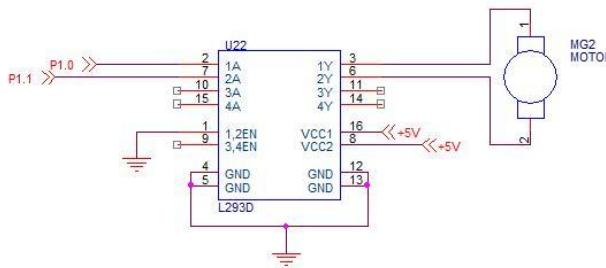 U22
P1.0
P1.1
2 1A 1Y 3
7 2A 2Y 6
10 3A 3Y 11
15 4A 4Y 14
1 1,2EN VCC1 16 +5V
9 3,4EN VCC2 8 +5V
4 GND GND 12
5 GND GND 13
L293D
1
MG2
MOTOR
2